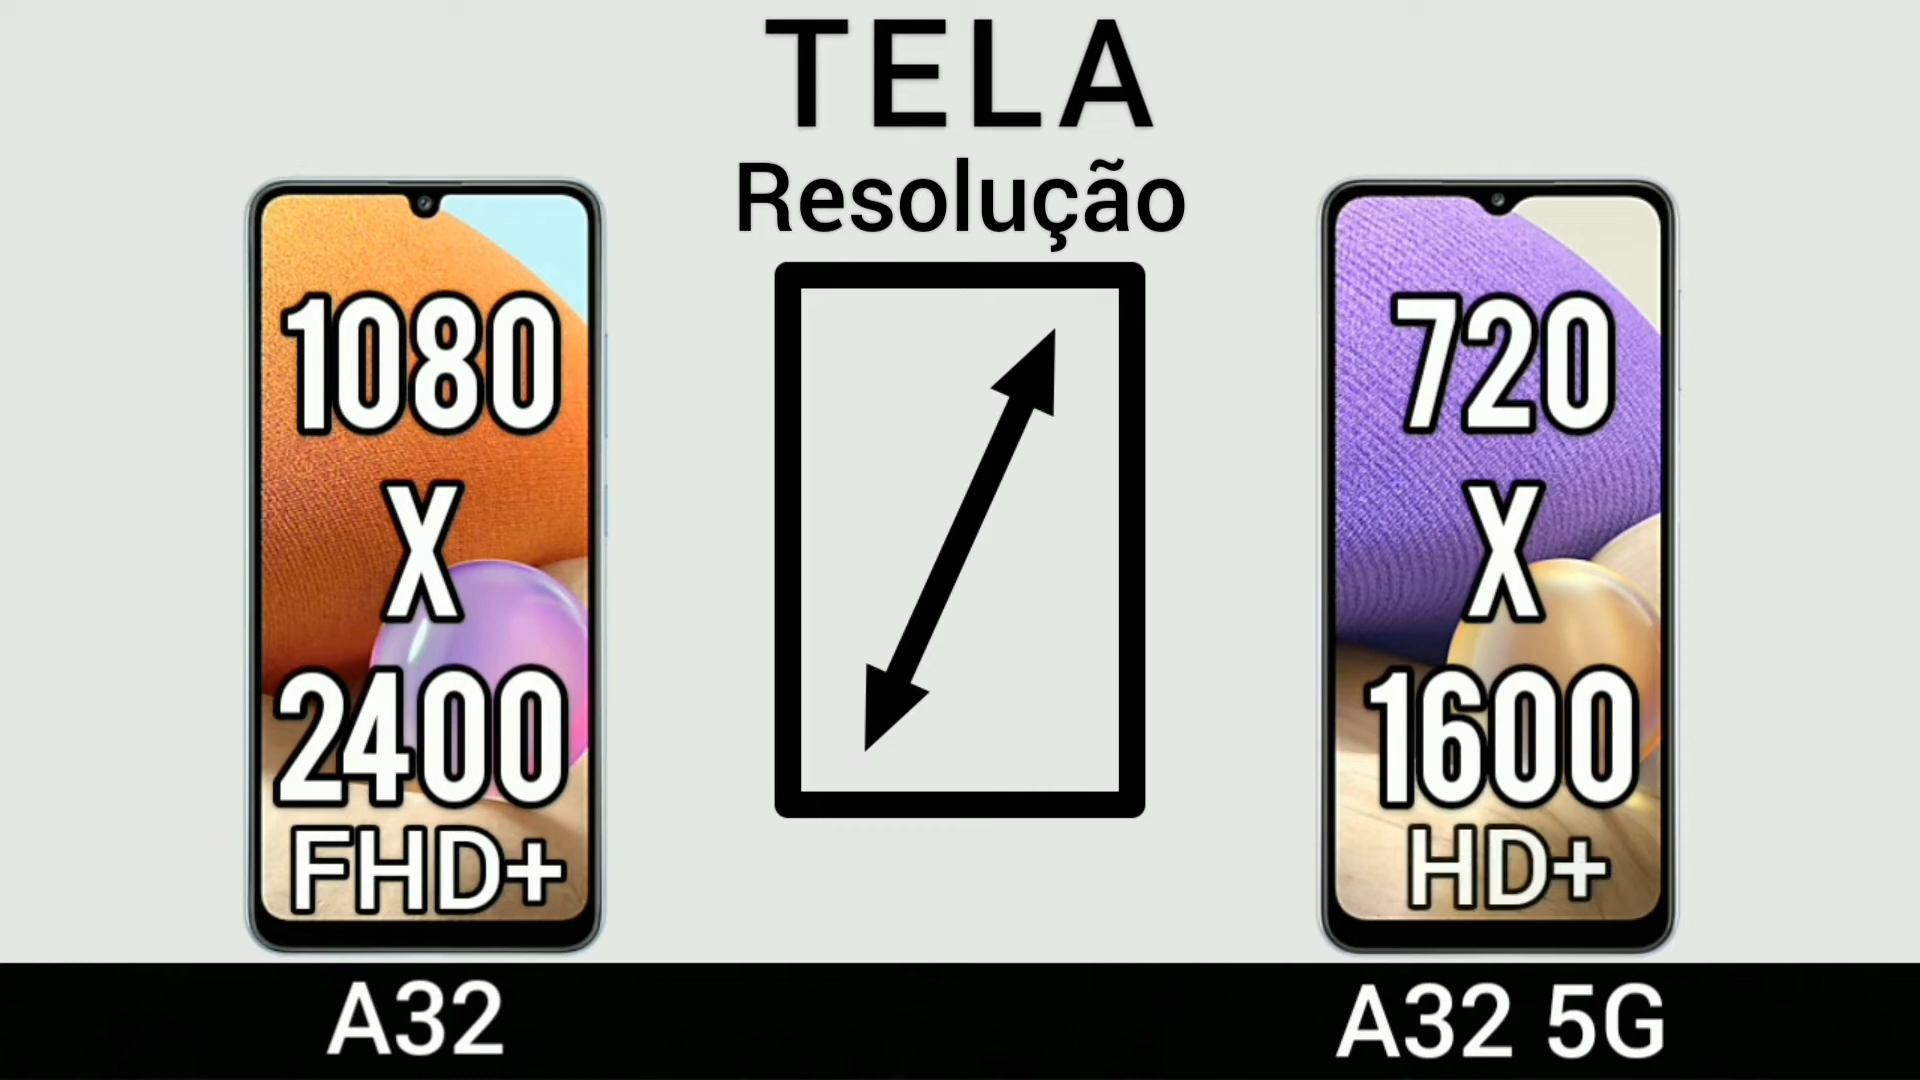 TELA
Resolução
1080
X
2400
FHD+
720
X
1600
HD+
A32
A32 5G